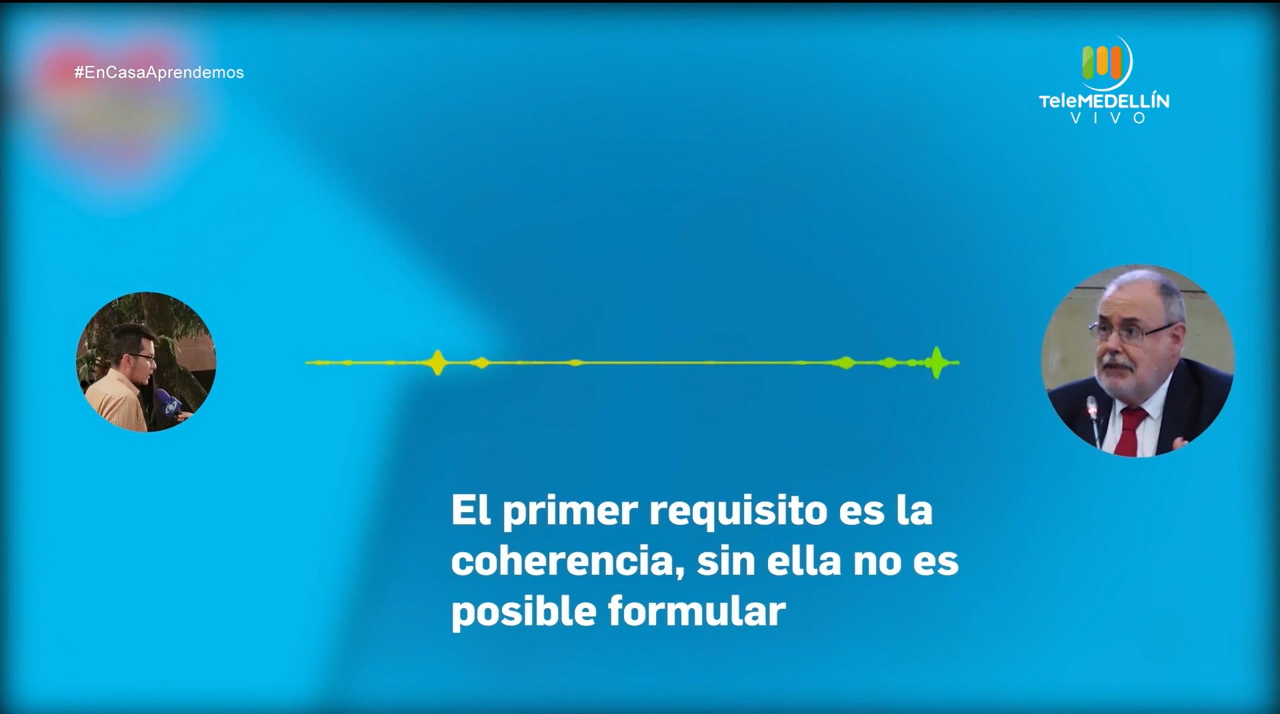 #EnCasaAprendemos
TeleMEDELLÍN
VIVO
El primer requisito es la
coherencia, sin ella no es
posible formular